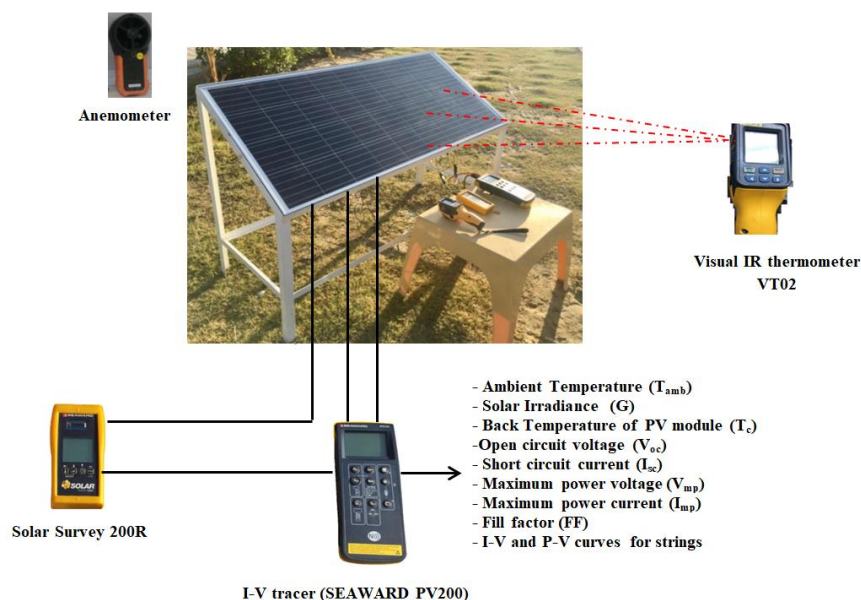 Anemometer
Visual IR thermometer
VT02
- Ambient Temperature (Tamb)
- Solar Irradiance (G)
- Back Temperature of PV module (Tc)
-Open circuit voltage (Voc)
- Short circuit current (Isc)
- Maximum power voltage (Vmp)
- Maximum power current (Imp)
- Fill factor (FF)
- I-V and P-V curves for strings
SOLAR
Solar Survey 200R
I-V tracer (SEAWARD PV200)